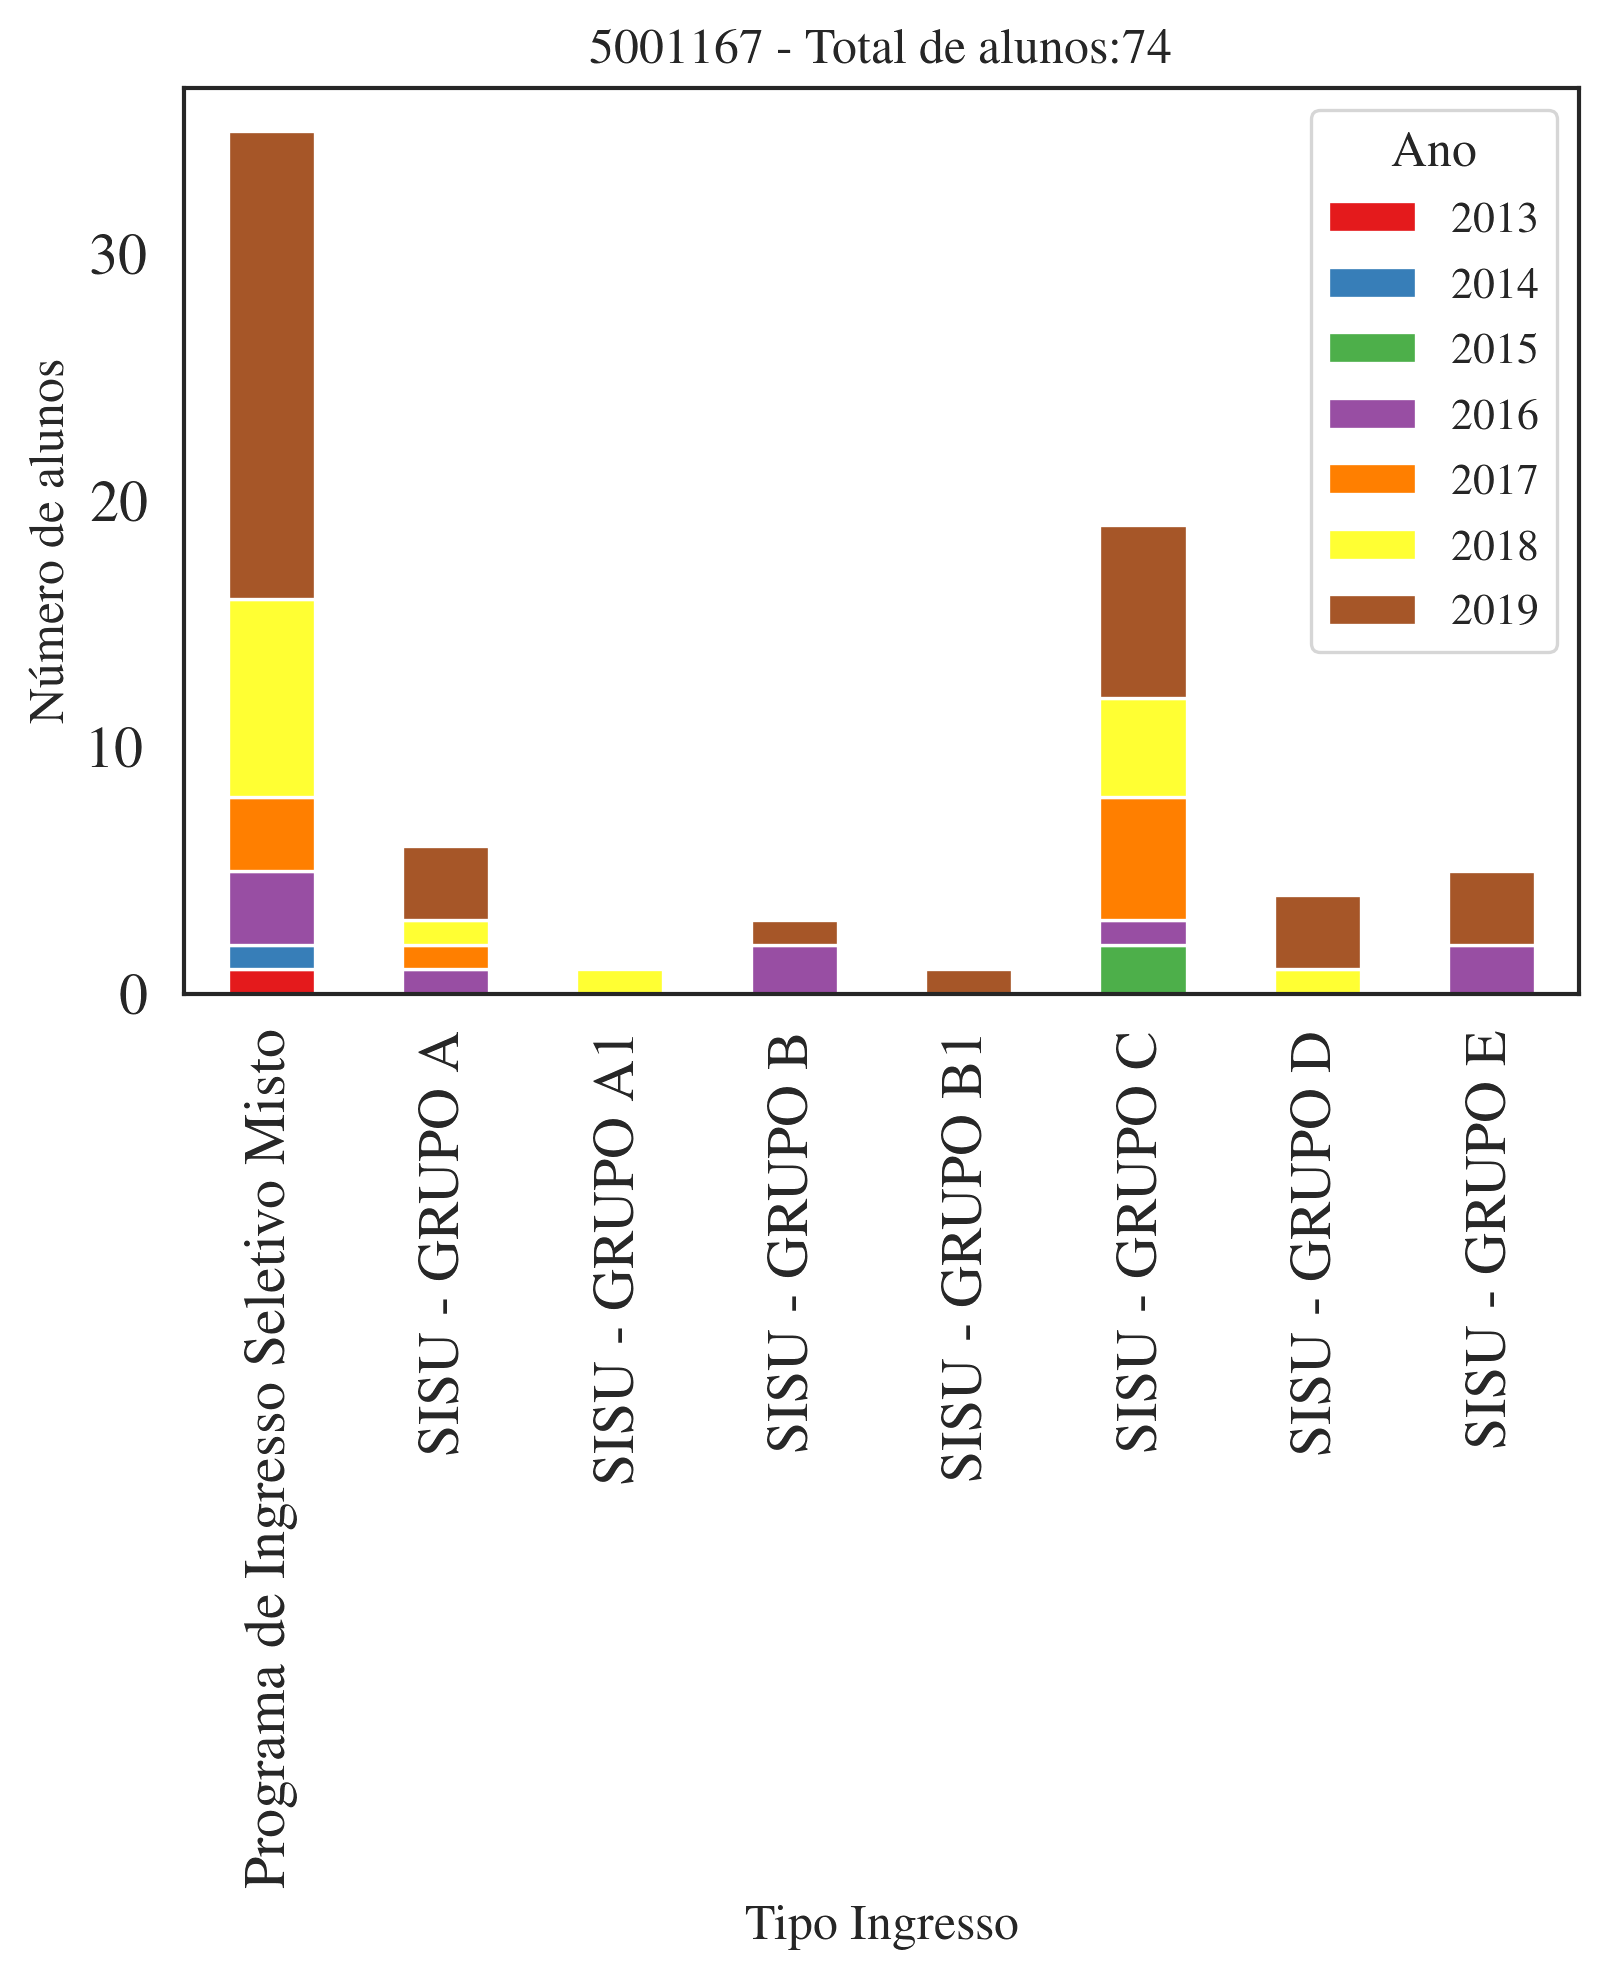 5001167 - Total de alunos:74
Número de alunos
30
20
10
0
Ano
2013
2014
2015
2016
2017
2018
2019
Programa de Ingresso Seletivo Misto
SISU - GRUPO A
SISU - GRUPO A1
SISU - GRUPO B
SISU - GRUPO B1
SISU - GRUPO C
SISU - GRUPO D
SISU - GRUPO E
Tipo Ingresso